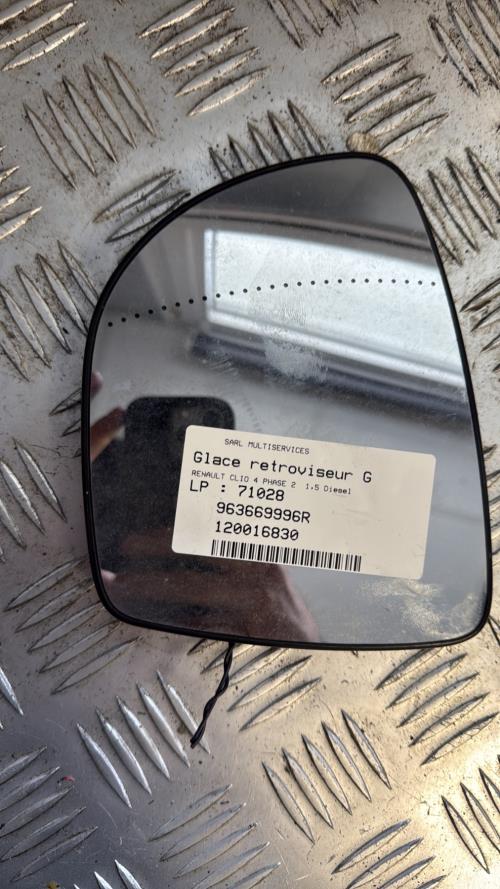 SARL MULTISERVICES
Glace retroviseur G
RENAULT CLIO 4 PHASE 2 1.5 Diesel
LP : 71028
963669996R
120016830